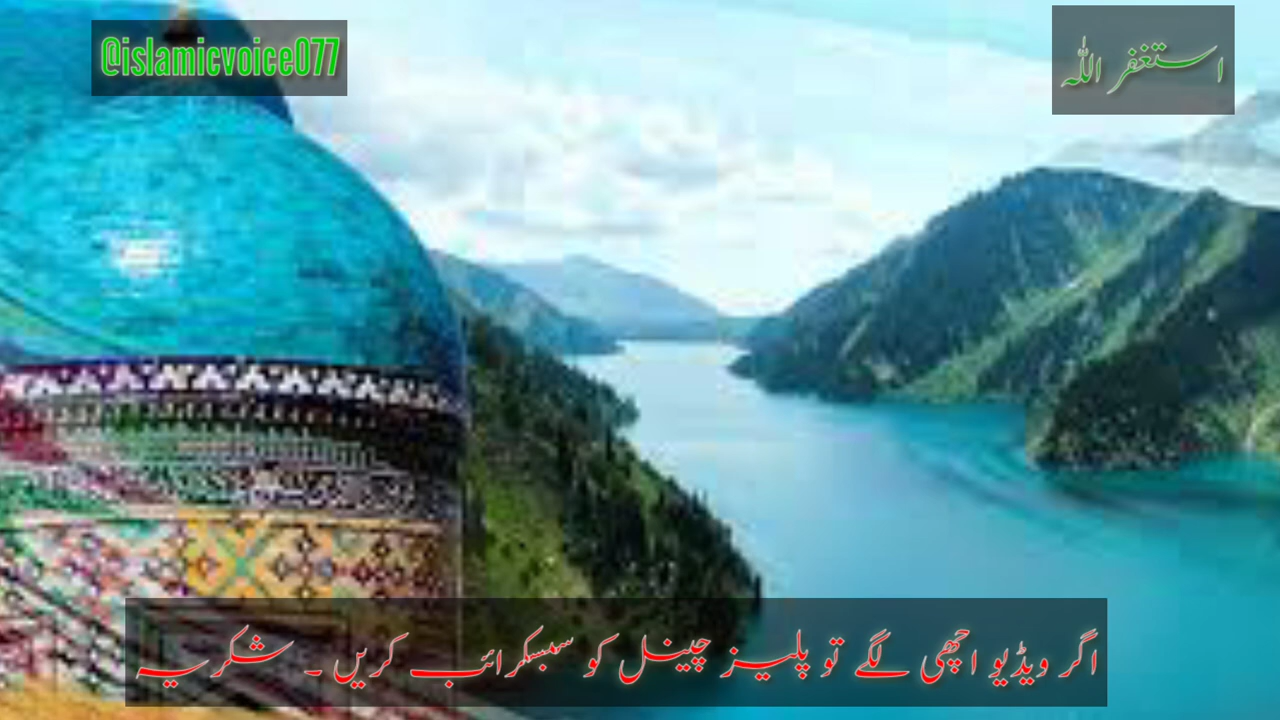 @islamicvoice077
استغفر اللہ
اگر ویڈیو اچھی لگے تو پلیز چینل کو سبسکرائب کریں ۔ شکریہ